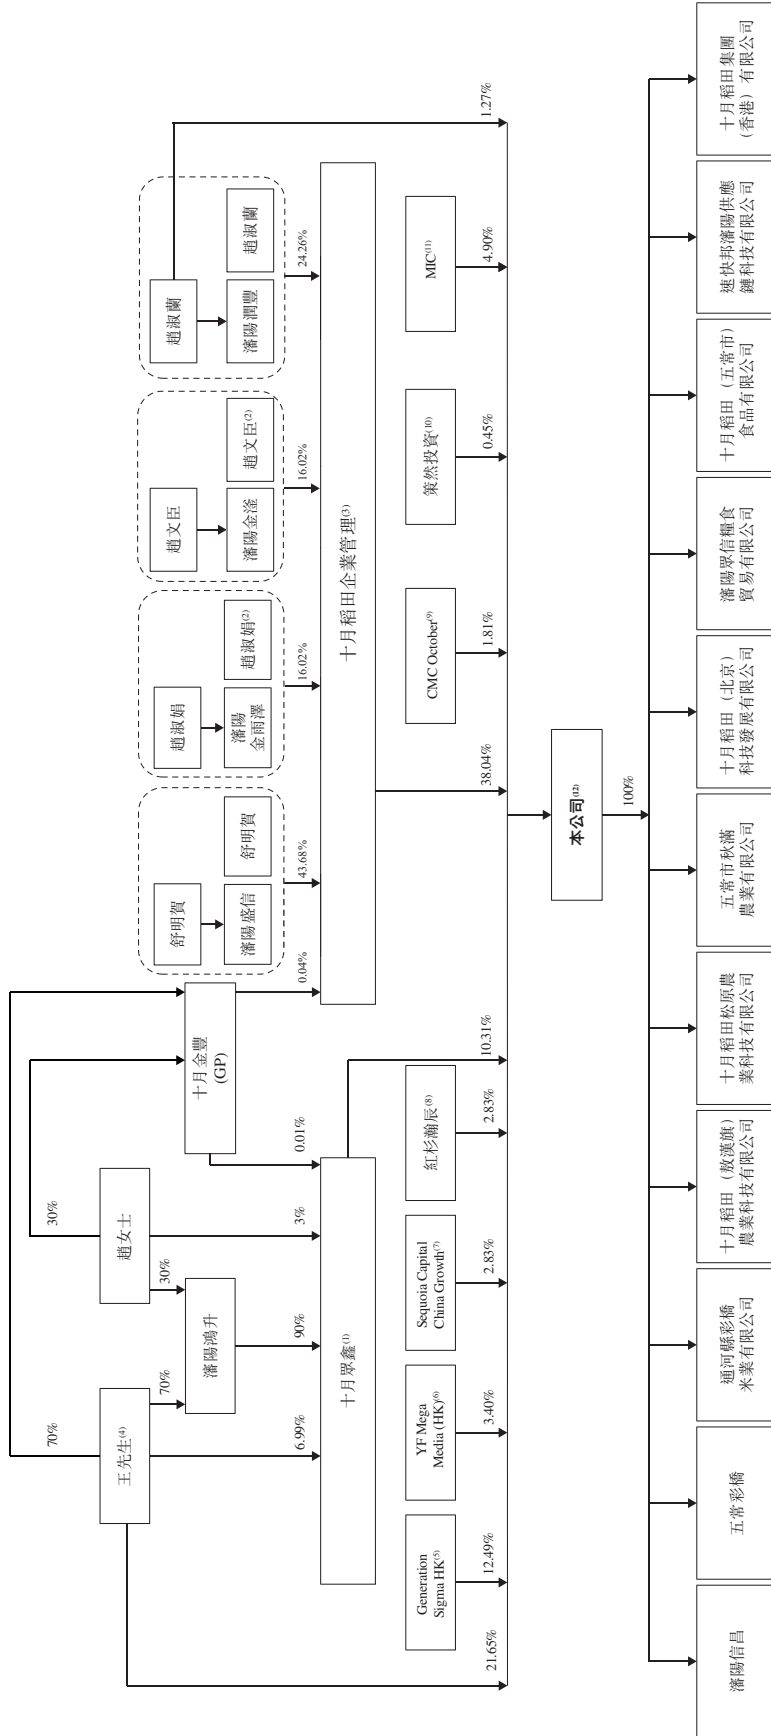 70%
30%
王先生(4)
趙女士
70%
30%
瀋陽鴻升
十月金豐
(GP)
舒明賀
瀋陽盛信
舒明賀
趙淑娟
瀋陽
金雨澤
趙淑娟(2)
趙文臣
瀋陽金滏
趙文臣(2)
趙淑蘭
瀋陽潤豐
趙淑蘭
6.99%
90%
3%
0.01%
0.04%
43.68%
16.02%
16.02%
24.26%
1.27%
十月眾鑫(1)
十月稻田企業管理(3)
Generation
Sigma HK(5)
YF Mega
Media (HK)(6)
Sequoia Capital
China Growth(7)
紅杉瀚辰(8)
CMC October(9)
策然投資(10)
MIC(11)
21.65%
12.49%
3.40%
2.83%
2.83%
10.31%
38.04%
1.81%
0.45%
4.90%
本公司(12)
100%
瀋陽信昌
五常彩橋
通河縣彩橋
米業有限公司
十月稻田（敖漢旗）
農業科技有限公司
十月稻田松原農
業科技有限公司
五常市秋滿
農業有限公司
十月稻田（北京）
科技發展有限公司
瀋陽眾信糧食
貿易有限公司
十月稻田（五常市）
食品有限公司
速快邦瀋陽供應
鏈科技有限公司
十月稻田集團
（香港）有限公司